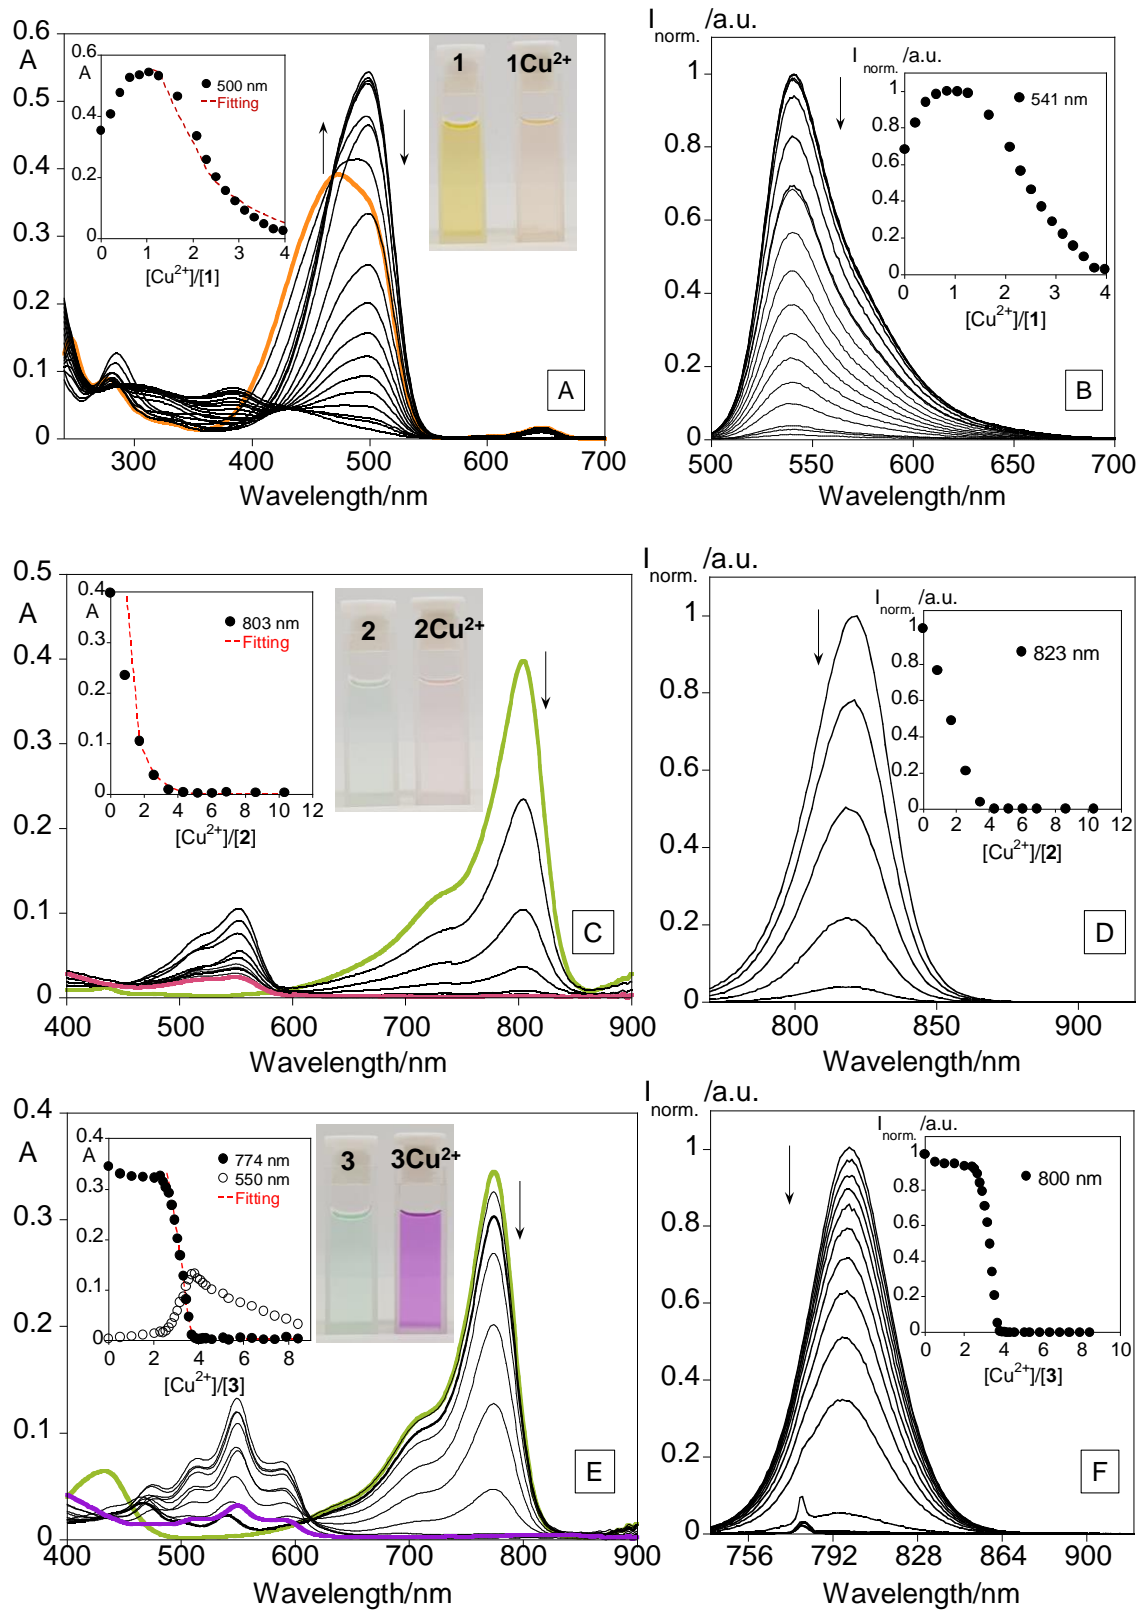 0.6
A
0.5
0.4
0.3
0.2
0.1
0
300 400 500 600 700
Wavelength/nm
A
0.6
A
0.4
0.2
0
0 1 2 3 4
[Cu²⁺]/[1]
500 nm
Fitting
1 1Cu²⁺
I norm. /a.u.
1
0.8
0.6
0.4
0.2
0
500 550 600 650 700
Wavelength/nm
B
I norm. /a.u.
1
0.8
0.6
0.4
0.2
0
0 1 2 3 4
[Cu²⁺]/[1]
541 nm
0.5
A
0.4
0.3
0.2
0.1
0
400 500 600 700 800 900
Wavelength/nm
C
0.4
A
0.3
0.2
0.1
0
0 2 4 6 8 10 12
[Cu²⁺]/[2]
803 nm
Fitting
2 2Cu²⁺
I norm. /a.u.
1
0.8
0.6
0.4
0.2
0
800 850 900
Wavelength/nm
D
I norm. /a.u.
1
0.8
0.6
0.4
0.2
0
0 2 4 6 8 10 12
[Cu²⁺]/[2]
823 nm
0.4
A
0.3
0.2
0.1
0
400 500 600 700 800 900
Wavelength/nm
E
0.4
A
0.3
0.2
0.1
0
0 2 4 6 8
[Cu²⁺]/[3]
774 nm
550 nm
Fitting
3 3Cu²⁺
I norm. /a.u.
1
0.8
0.6
0.4
0.2
0
756 792 828 864 900
Wavelength/nm
F
I norm. /a.u.
1
0.8
0.6
0.4
0.2
0
0 2 4 6 8 10
[Cu²⁺]/[3]
800 nm